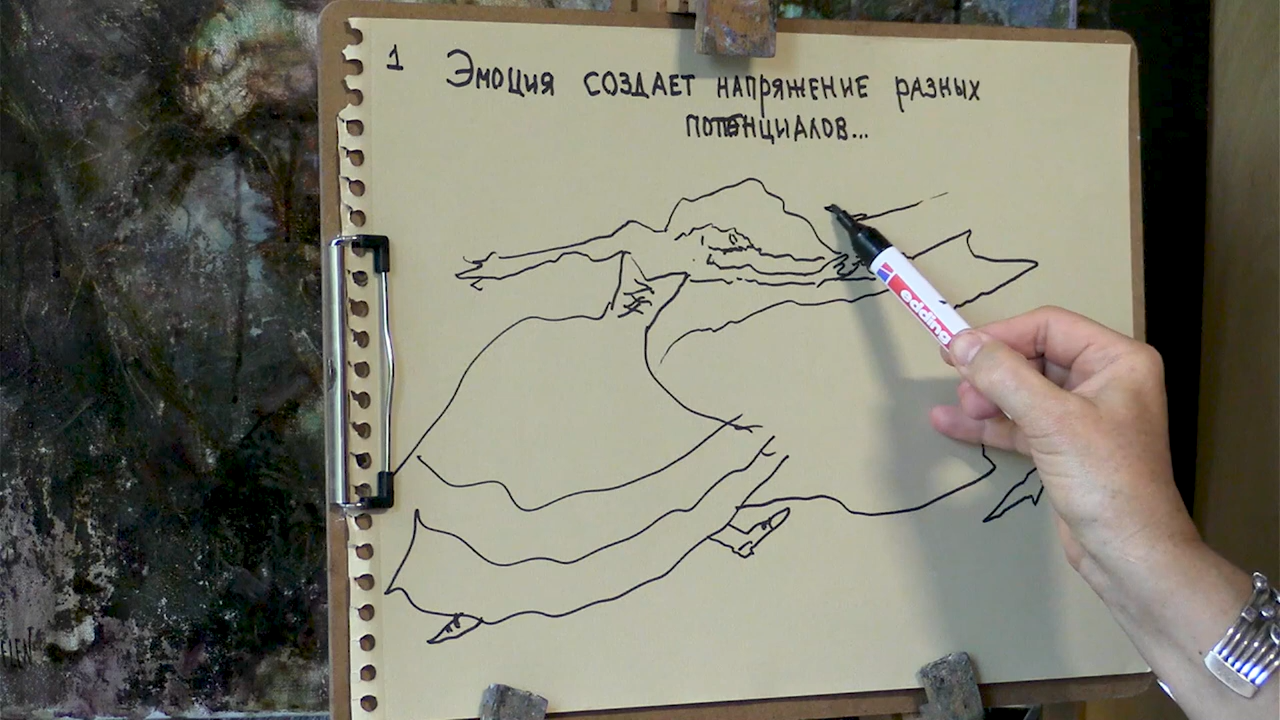 1 Эмоция создает напряжение разных
потенциалов...
edding